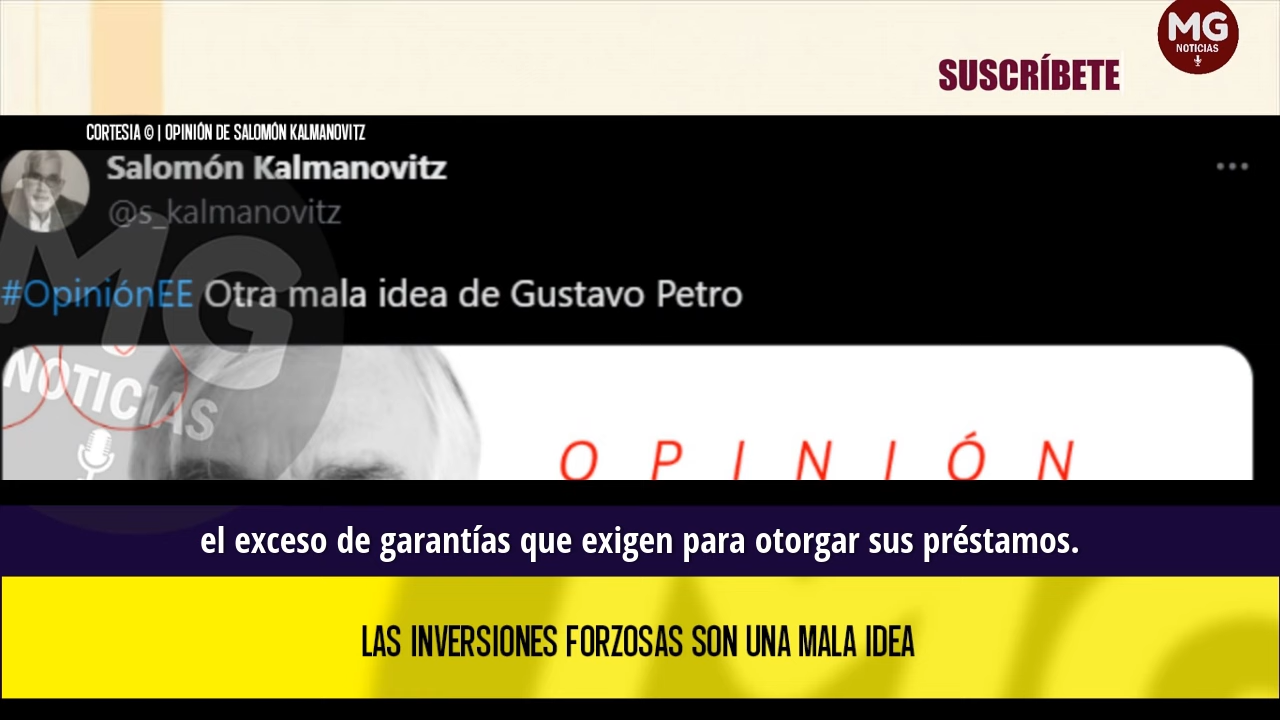 MG
NOTICIAS
SUSCRÍBETE
CORTESIA © | OPINIÓN DE SALOMÓN KALMANOVITZ
Salomón Kalmanovitz
@s_kalmanovitz
#OpiniónEE Otra mala idea de Gustavo Petro
MG
NOTICIAS
OPINIÓN
el exceso de garantías que exigen para otorgar sus préstamos.
LAS INVERSIONES FORZOSAS SON UNA MALA IDEA